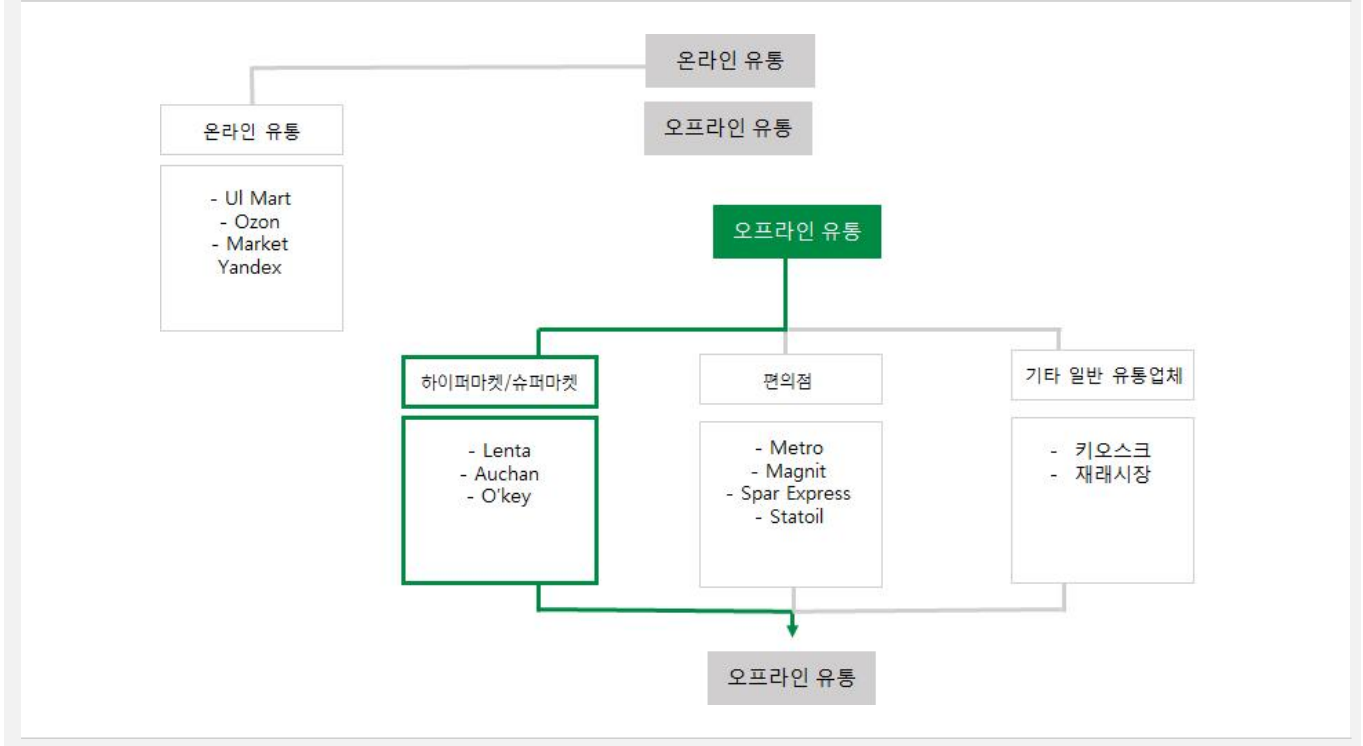 온라인 유통
오프라인 유통
온라인 유통
- Ul Mart
- Ozon
- Market
Yandex
오프라인 유통
하이퍼마켓/슈퍼마켓
- Lenta
- Auchan
- O'key
편의점
- Metro
- Magnit
- Spar Express
- Statoil
기타 일반 유통업체
- 키오스크
- 재래시장
오프라인 유통